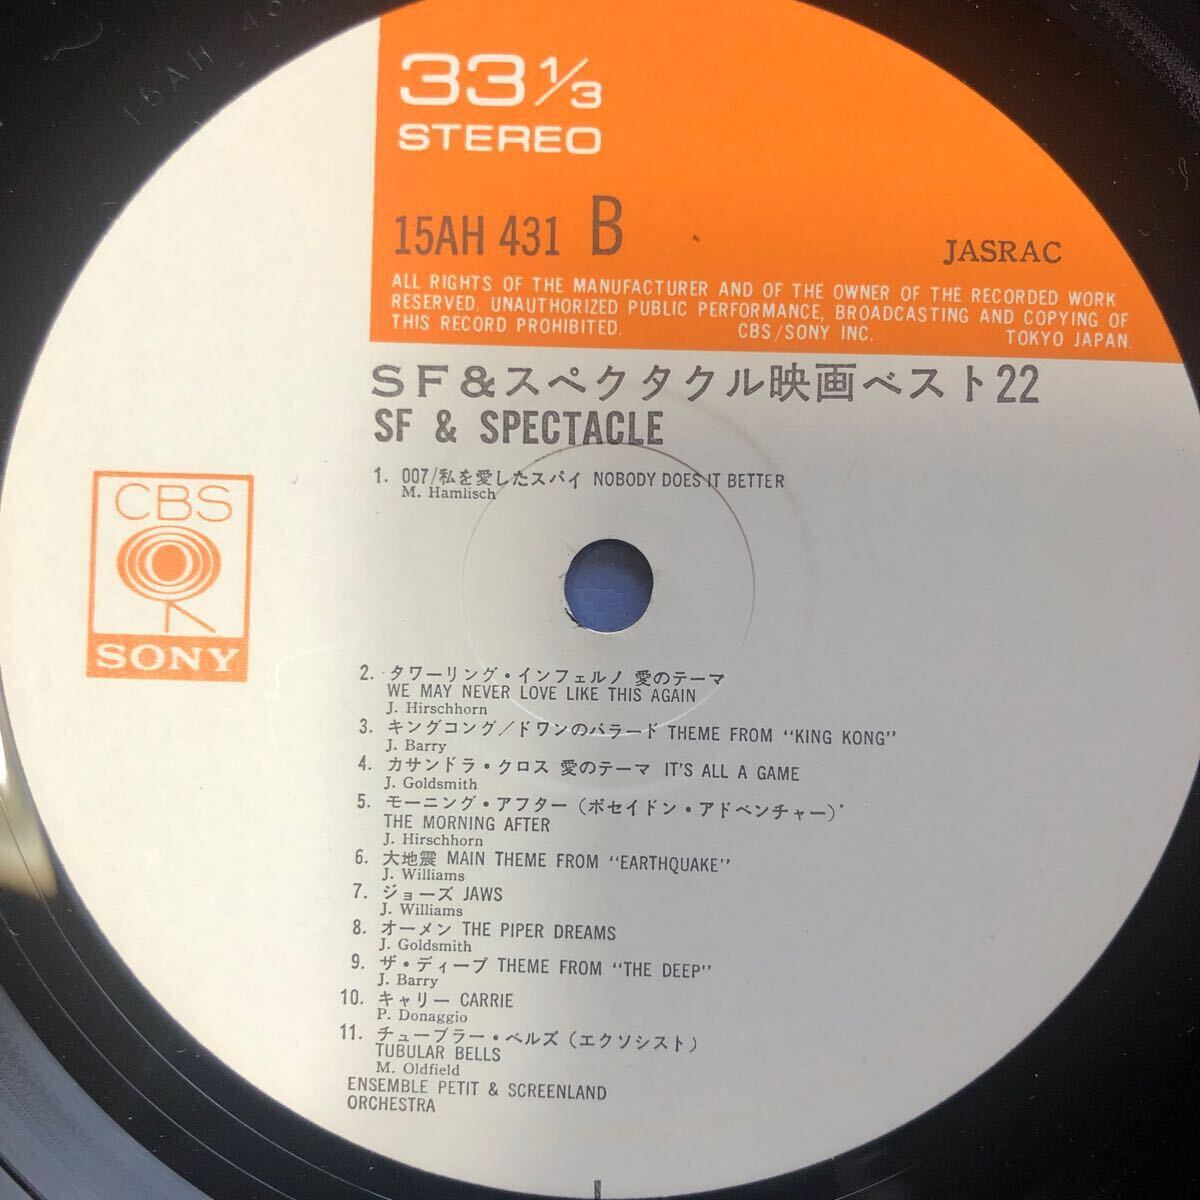 33 1/3
STEREO
15AH 431 B
JASRAC
ALL RIGHTS OF THE MANUFACTURER AND OF THE OWNER OF THE RECORDED WORK
RESERVED. UNAUTHORIZED PUBLIC PERFORMANCE, BROADCASTING AND COPYING OF
THIS RECORD PROHIBITED. CBS/SONY INC. TOKYO JAPAN.
SF&スペクタクル映画ベスト22
SF & SPECTACLE
CBS
SONY
1. 007/私を愛したスパイ NOBODY DOES IT BETTER
M. Hamlisch
2. タワーリング・インフェルノ 愛のテーマ
WE MAY NEVER LOVE LIKE THIS AGAIN
J. Hirschhorn
3. キングコング/ドワンのバラード THEME FROM "KING KONG"
J. Barry
4. カサンドラ・クロス 愛のテーマ IT'S ALL A GAME
J. Goldsmith
5. モーニング・アフター(ポセイドン・アドベンチャー)
THE MORNING AFTER
J. Hirschhorn
6. 大地震 MAIN THEME FROM "EARTHQUAKE"
J. Williams
7. ジョーズ JAWS
J. Williams
8. オーメン THE PIPER DREAMS
J. Goldsmith
9. ザ・ディープ THEME FROM "THE DEEP"
J. Barry
10. キャリー CARRIE
P. Donaggio
11. チューブラー・ベルズ(エクソシスト)
TUBULAR BELLS
M. Oldfield
ENSEMBLE PETIT & SCREENLAND
ORCHESTRA